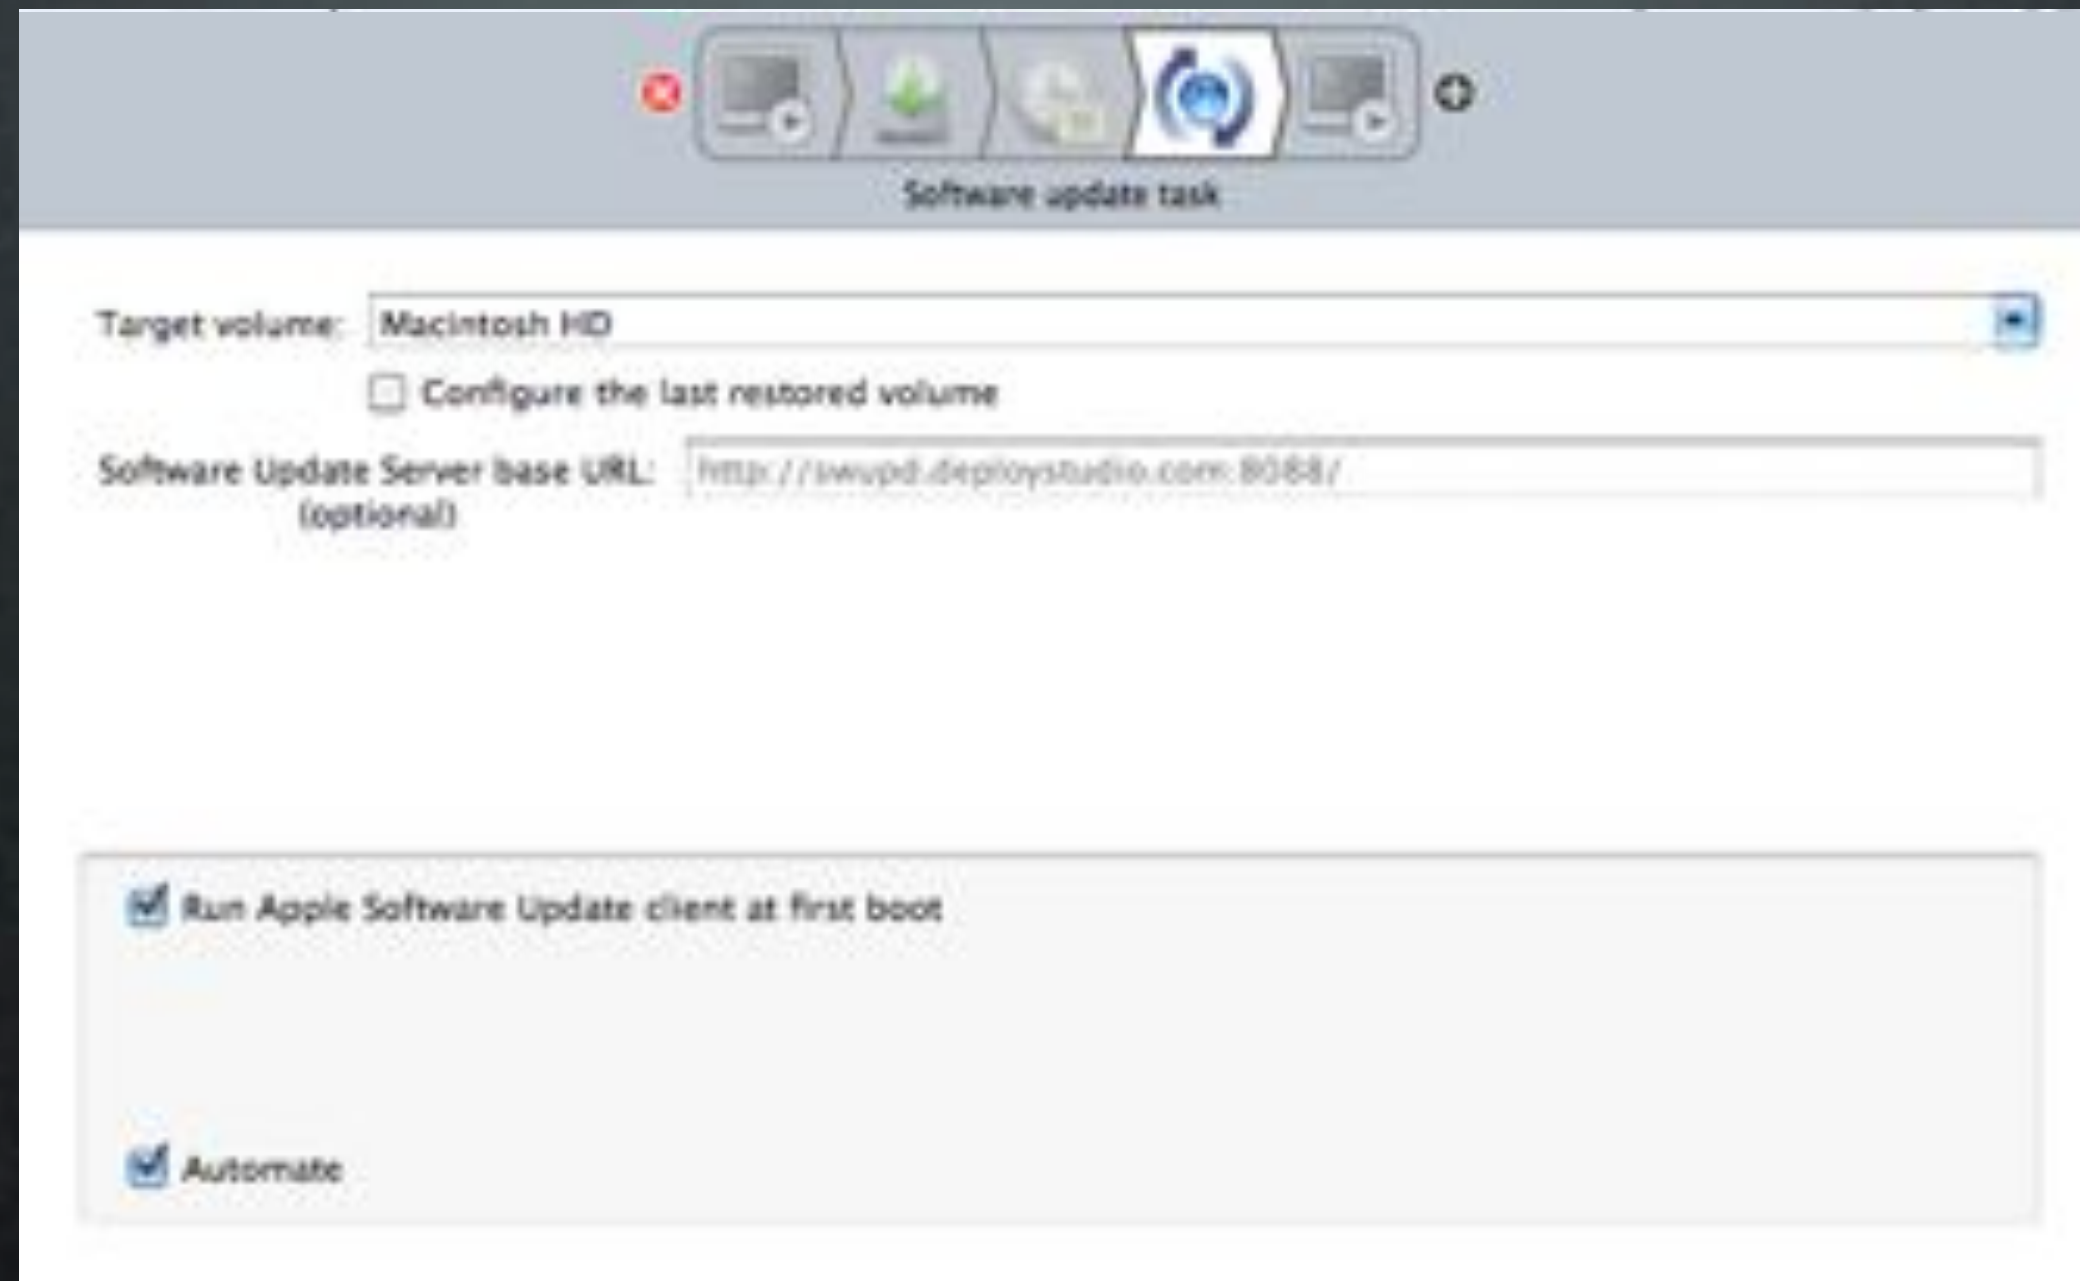 Software update task
Target volume: Macintosh HD
Configure the last restored volume
Software Update Server base URL: http://swupd.deploystudio.com:8088/
(optional)
Run Apple Software Update client at first boot
Automate